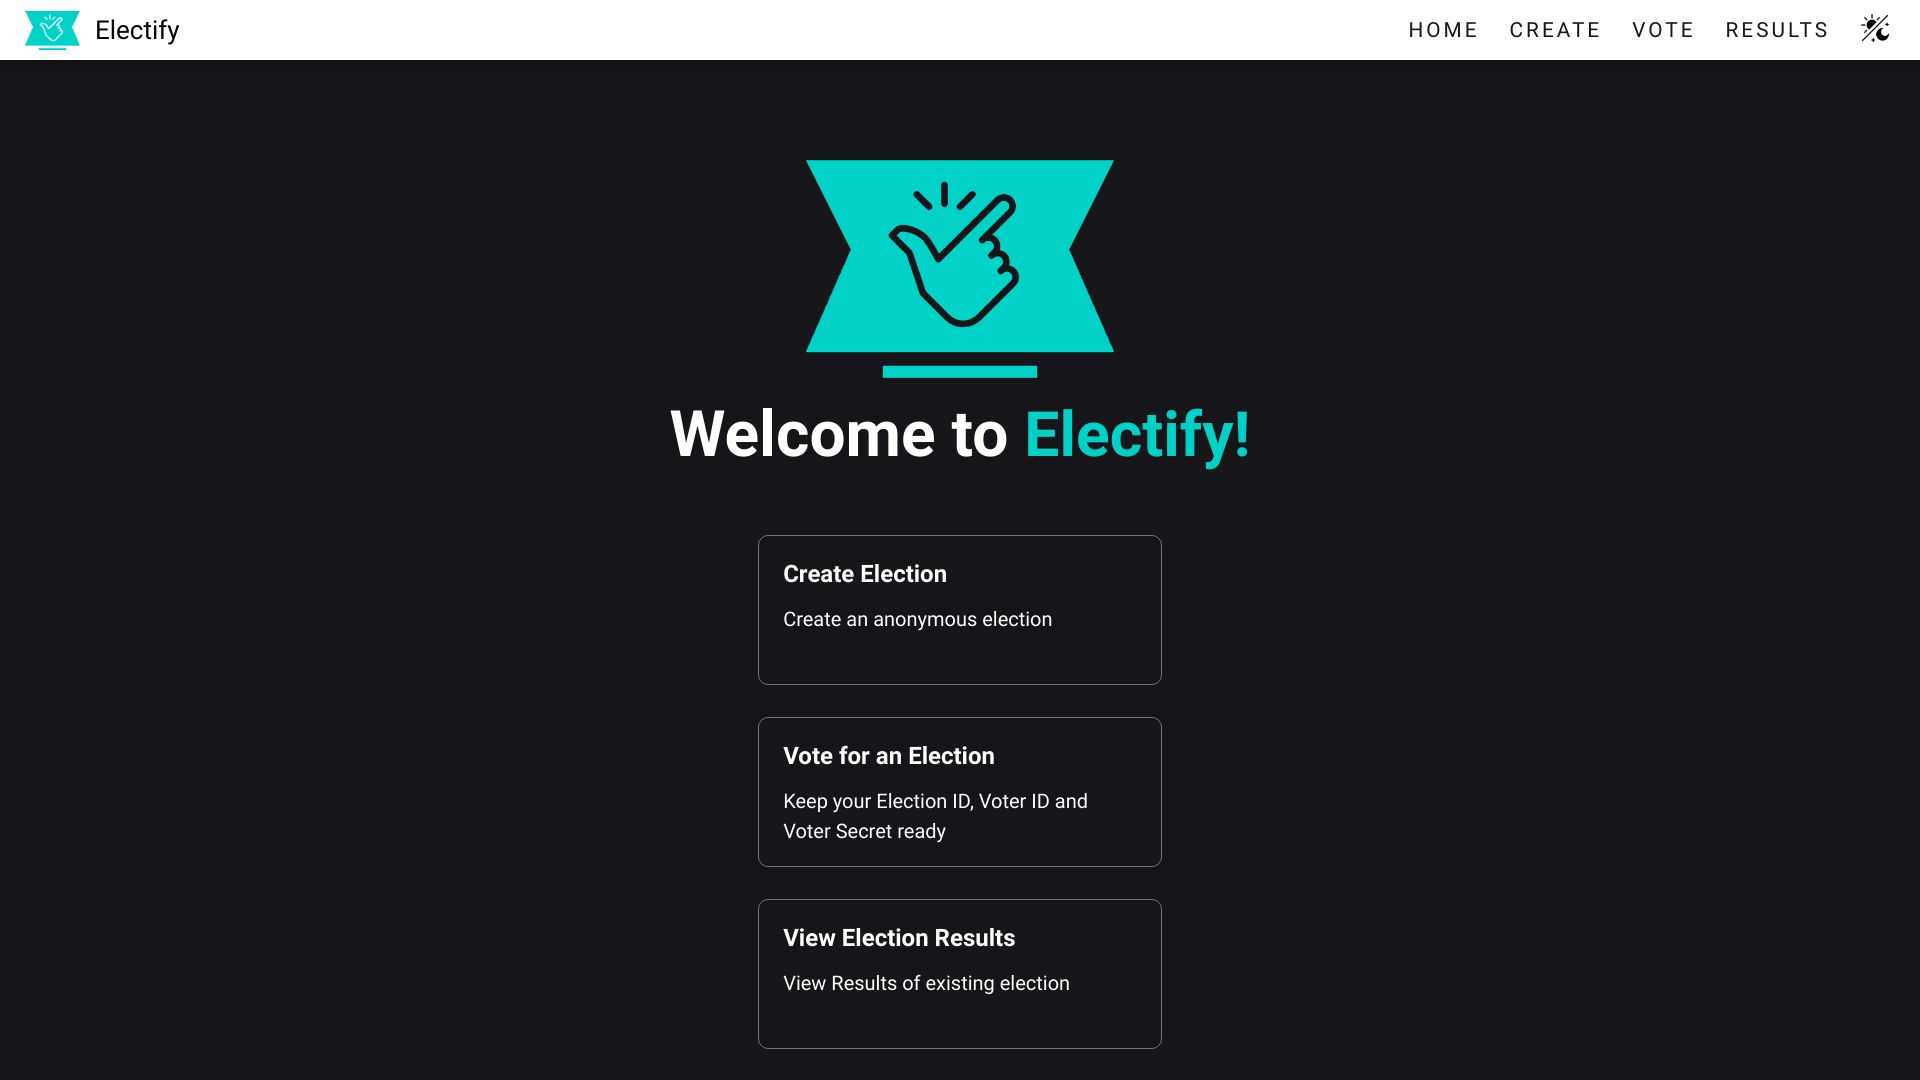 Electify
HOME CREATE VOTE RESULTS
Welcome to Electify!
Create Election
Create an anonymous election
Vote for an Election
Keep your Election ID, Voter ID and
Voter Secret ready
View Election Results
View Results of existing election